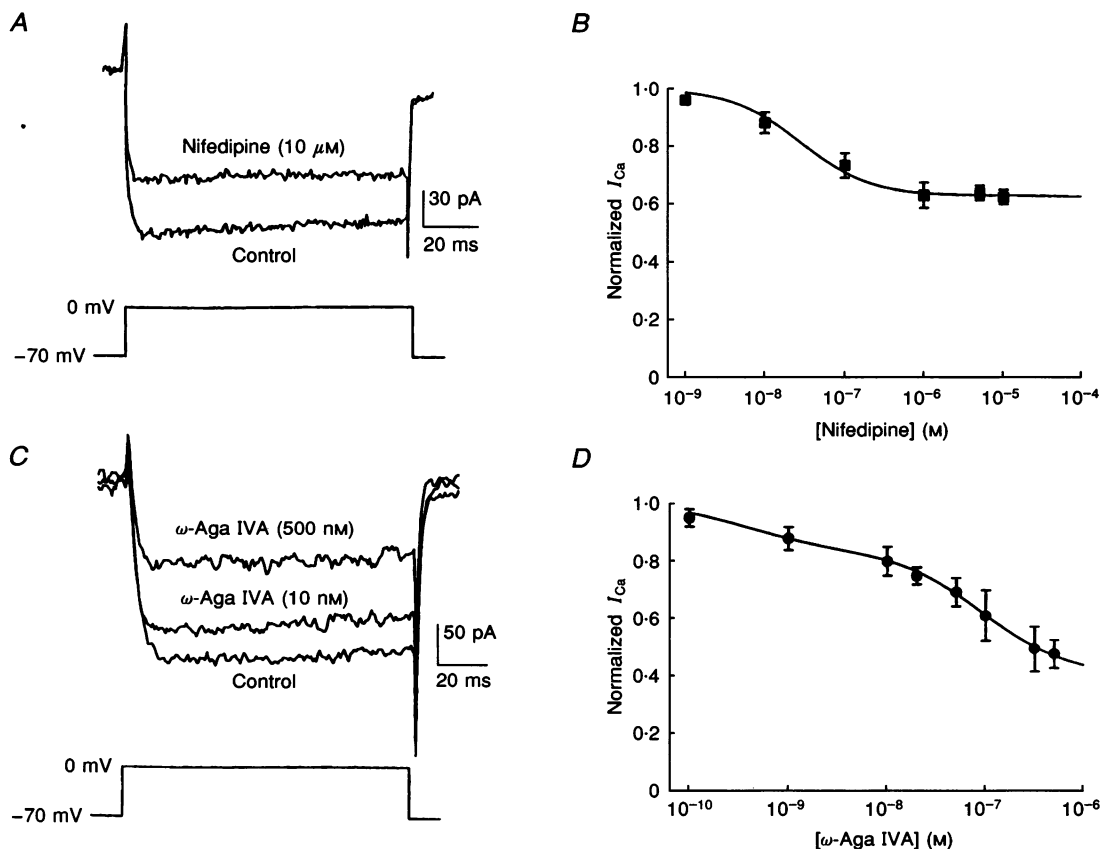 A
Nifedipine (10 μM)
30 pA
20 ms
Control
0 mV
−70 mV
B
Normalized I_Ca
1·0
0·8
0·6
0·4
0·2
0
10⁻⁹
10⁻⁸
10⁻⁷
10⁻⁶
10⁻⁵
10⁻⁴
[Nifedipine] (M)
C
ω-Aga IVA (500 nM)
ω-Aga IVA (10 nM)
50 pA
20 ms
Control
0 mV
−70 mV
D
Normalized I_Ca
1·0
0·8
0·6
0·4
0·2
0
10⁻¹⁰
10⁻⁹
10⁻⁸
10⁻⁷
10⁻⁶
[ω-Aga IVA] (M)